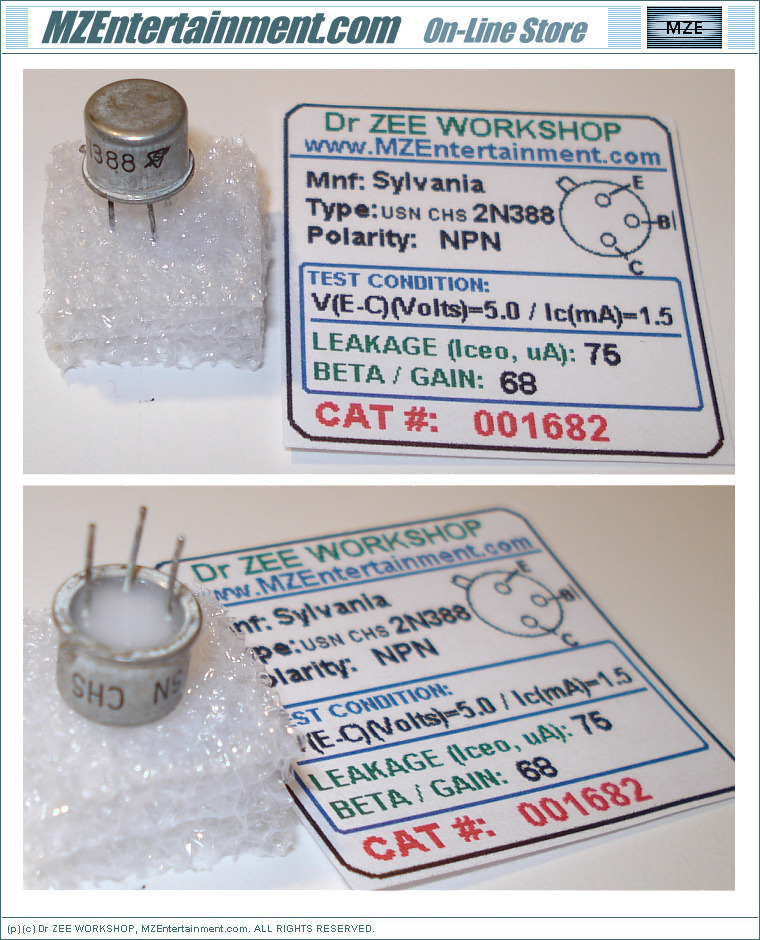 MZEntertainment.com On-Line Store MZE
388
Dr ZEE WORKSHOP
www.MZEntertainment.com
Mnf: Sylvania
Type: USN CHS 2N388
Polarity: NPN
E
B
C
TEST CONDITION:
V(E-C)(Volts)=5.0 / Ic(mA)=1.5
LEAKAGE (Iceo, uA): 75
BETA / GAIN: 68
CAT #: 001682
Dr ZEE WORKSHOP
ww.MZEntertainment.com
nf: Sylvania
pe: USN CHS 2N388
olarity: NPN
E
B
C
EST CONDITION:
V(E-C)(Volts)=5.0 / Ic(mA)=1.5
LEAKAGE (Iceo, uA): 75
BETA / GAIN: 68
CAT #: 001682
SN CHS N
(p)(c) Dr ZEE WORKSHOP, MZEntertainment.com. ALL RIGHTS RESERVED.